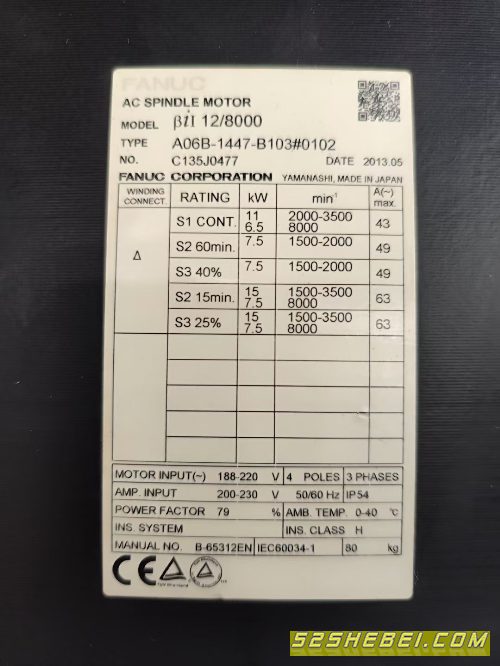 FANUC
AC SPINDLE MOTOR
MODEL βiI 12/8000
TYPE A06B-1447-B103#0102
NO. C135J0477 DATE 2013.05
FANUC CORPORATION YAMANASHI, MADE IN JAPAN
WINDING CONNECT. RATING kW min⁻¹ A(~) max.
Δ
S1 CONT. 11 6.5 2000-3500 8000 43
S2 60min. 7.5 1500-2000 49
S3 40% 7.5 1500-2000 49
S2 15min. 15 7.5 1500-3500 8000 63
S3 25% 15 7.5 1500-3500 8000 63
MOTOR INPUT(~) 188-220 V 4 POLES 3 PHASES
AMP. INPUT 200-230 V 50/60 Hz IP54
POWER FACTOR 79 % AMB. TEMP. 0-40 ℃
INS. SYSTEM INS. CLASS H
MANUAL NO. B-65312EN IEC60034-1 80 kg
CE
52SHEBEI.COM